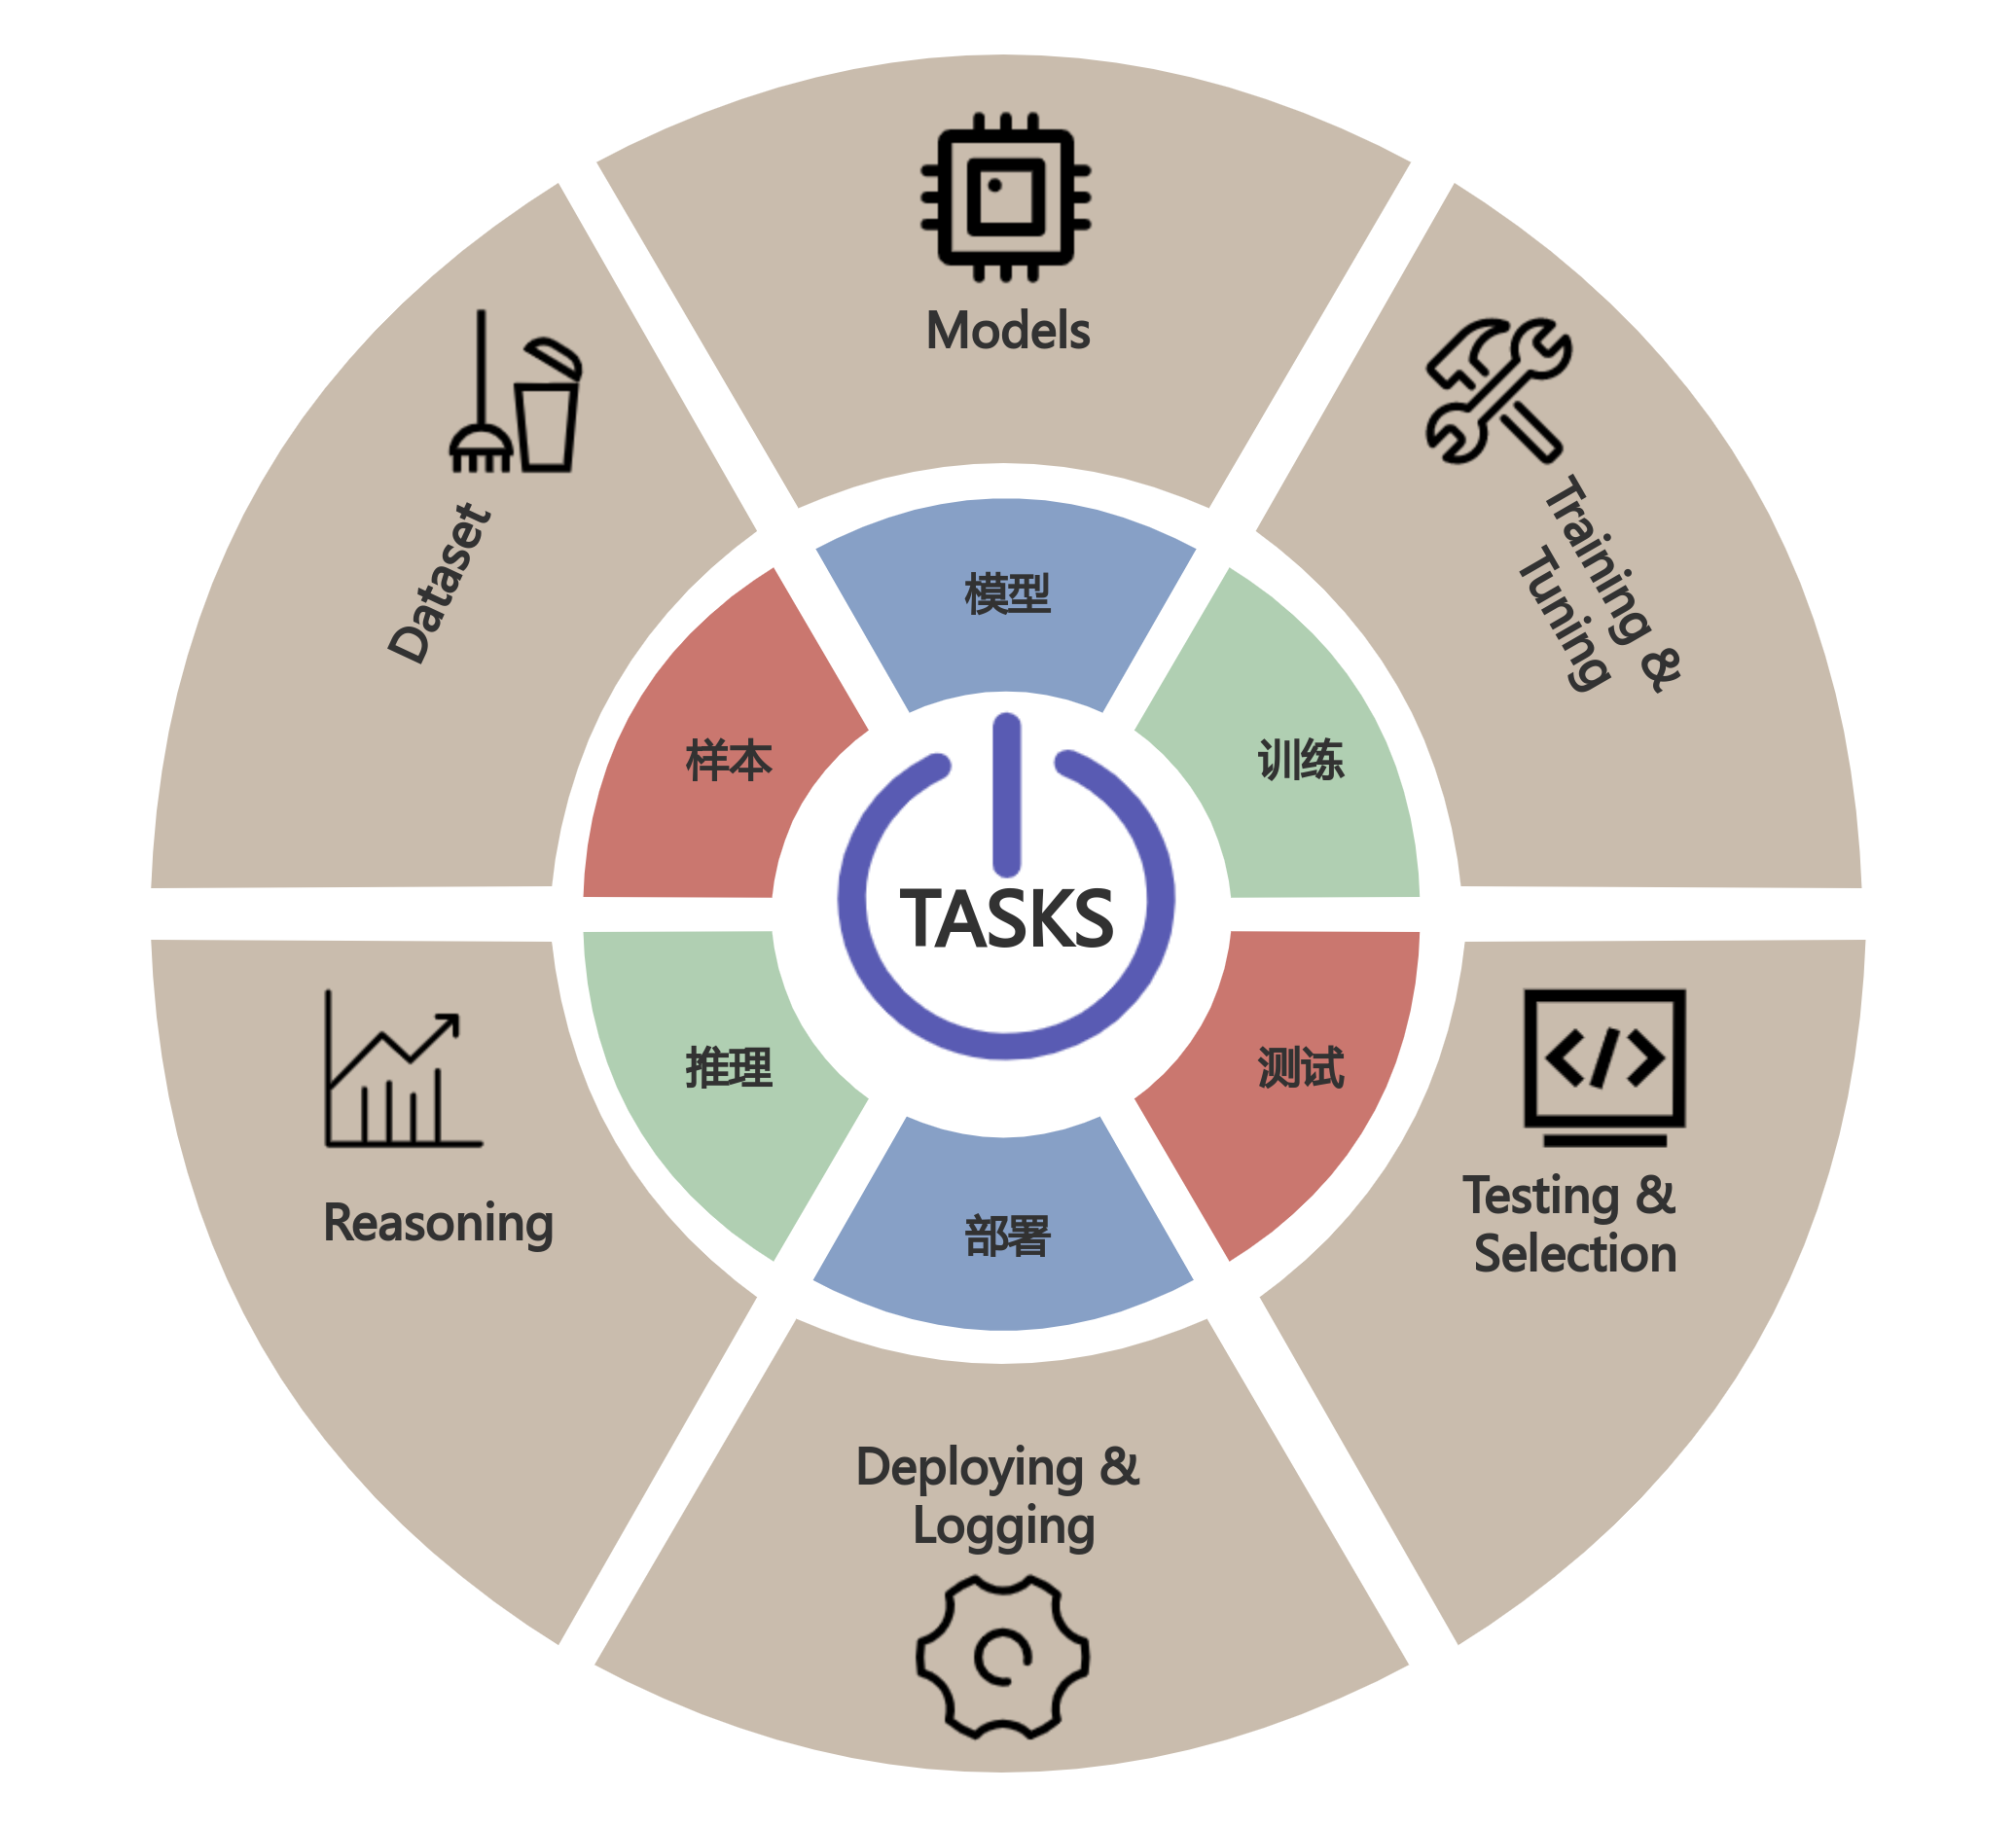 Models
Dataset
Training &
Tuning
模型
样本
训练
TASKS
推理
测试
部署
Reasoning
Testing &
Selection
Deploying &
Logging